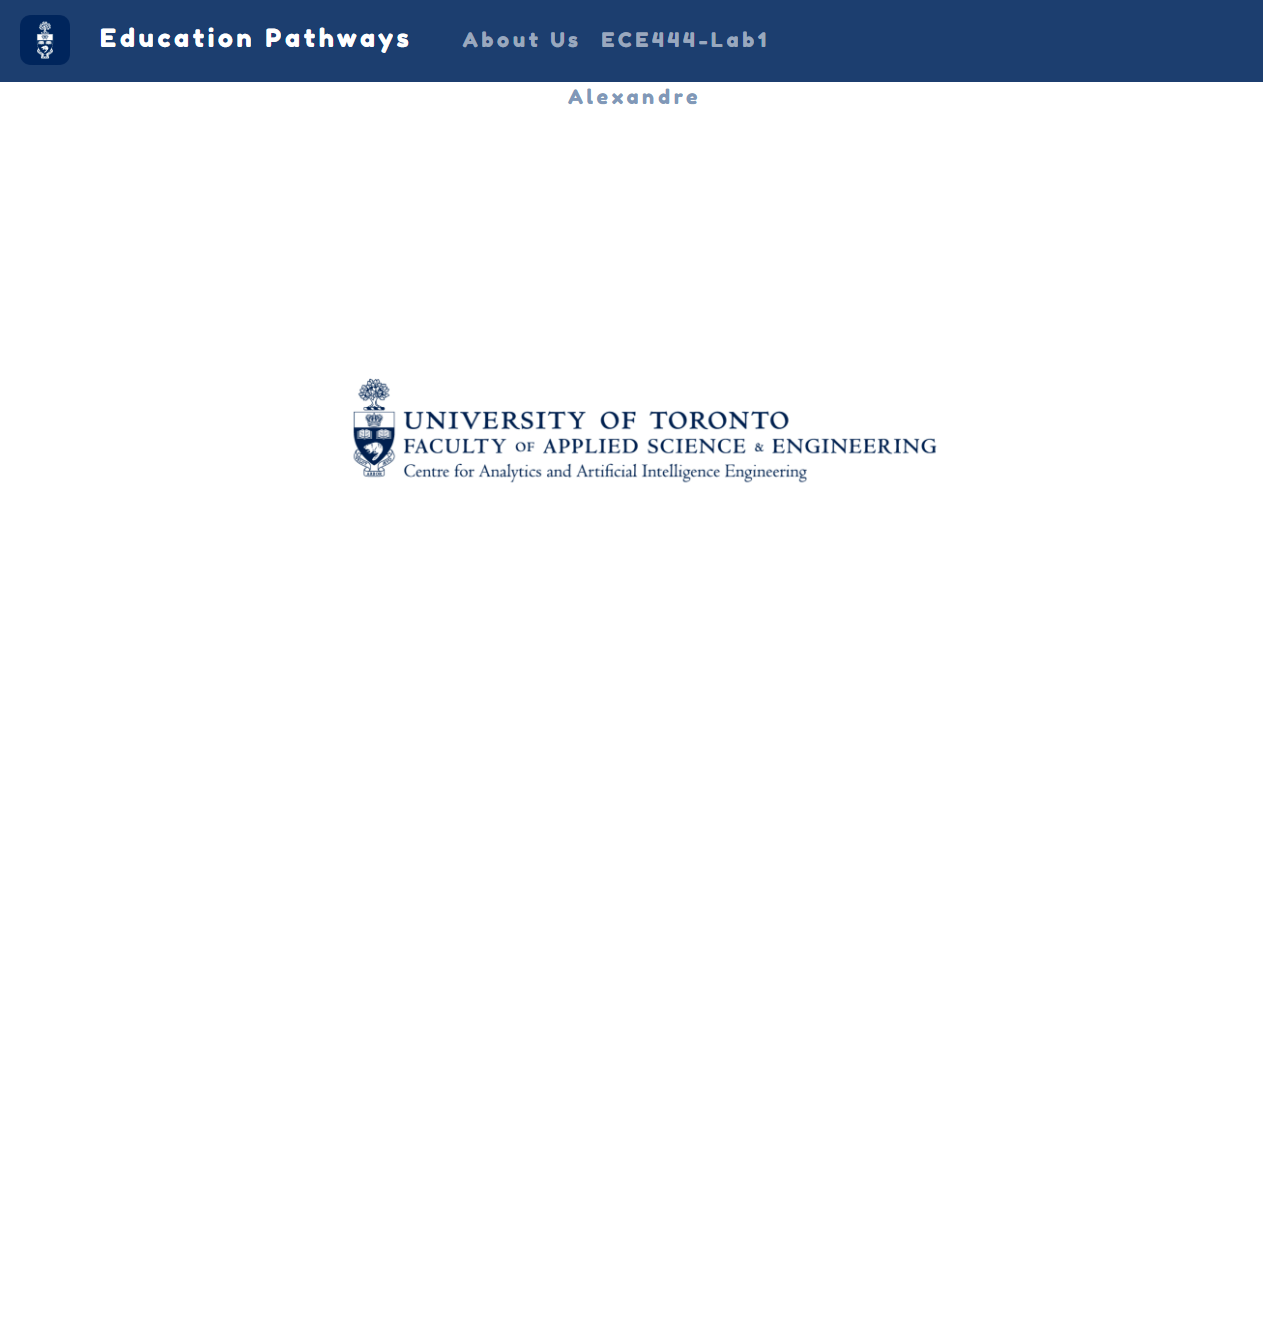 Education Pathways
About Us
ECE444-Lab1
Alexandre
UNIVERSITY OF TORONTO
FACULTY OF APPLIED SCIENCE & ENGINEERING
Centre for Analytics and Artificial Intelligence Engineering